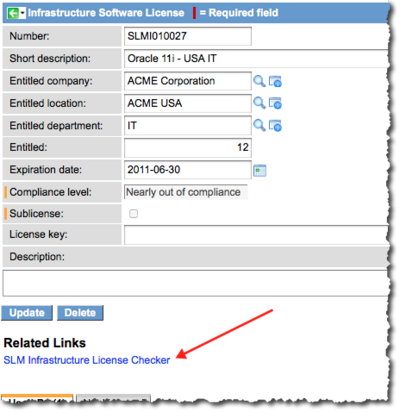 Infrastructure Software License = Required field
Number: SLMI010027
Short description: Oracle 11i - USA IT
Entitled company: ACME Corporation
Entitled location: ACME USA
Entitled department: IT
Entitled: 12
Expiration date: 2011-06-30
Compliance level: Nearly out of compliance
Sublicense:
License key:
Description:
Update Delete
Related Links
SLM Infrastructure License Checker